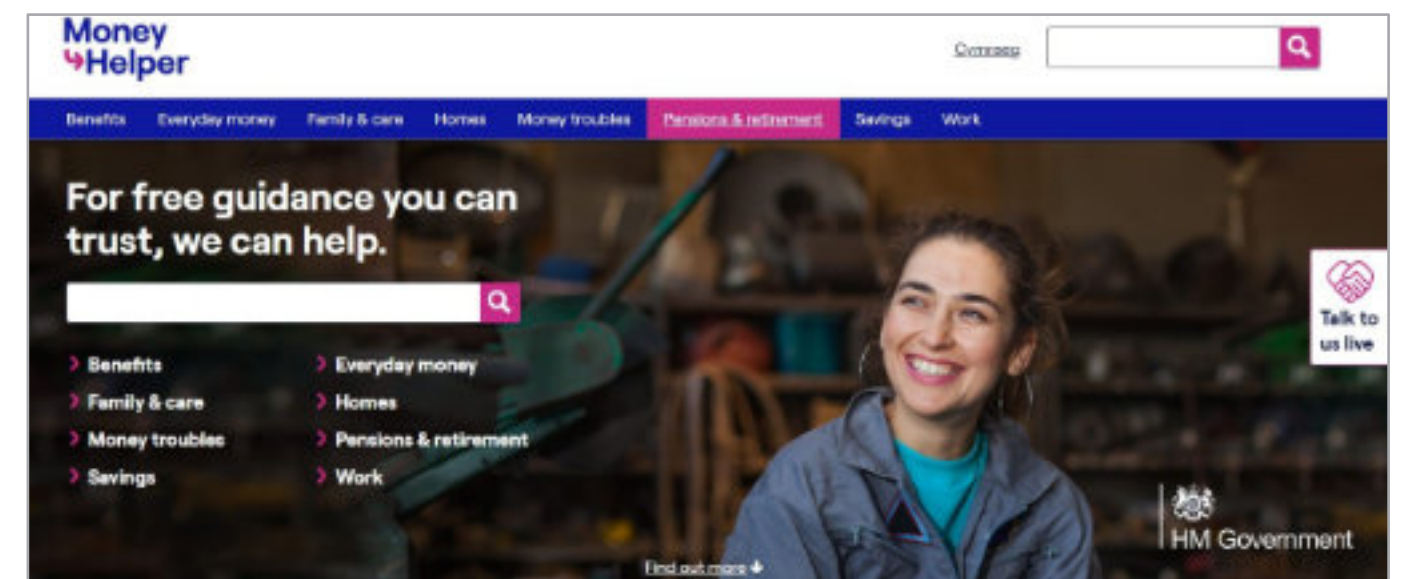 Money
Helper
Cymraeg
Benefits Everyday money Family & care Homes Money troubles Pensions & retirement Savings Work
For free guidance you can
trust, we can help.
Talk to
us live
Benefits Everyday money
Family & care Homes
Money troubles Pensions & retirement
Savings Work
HM Government
Find out more